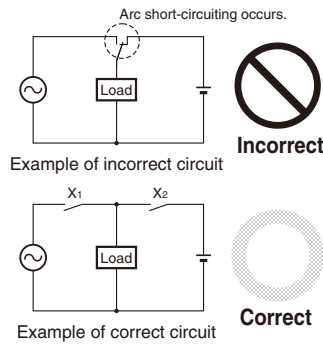 Arc short-circuiting occurs.
Load
Incorrect
Example of incorrect circuit
X1 X2
Load
Correct
Example of correct circuit